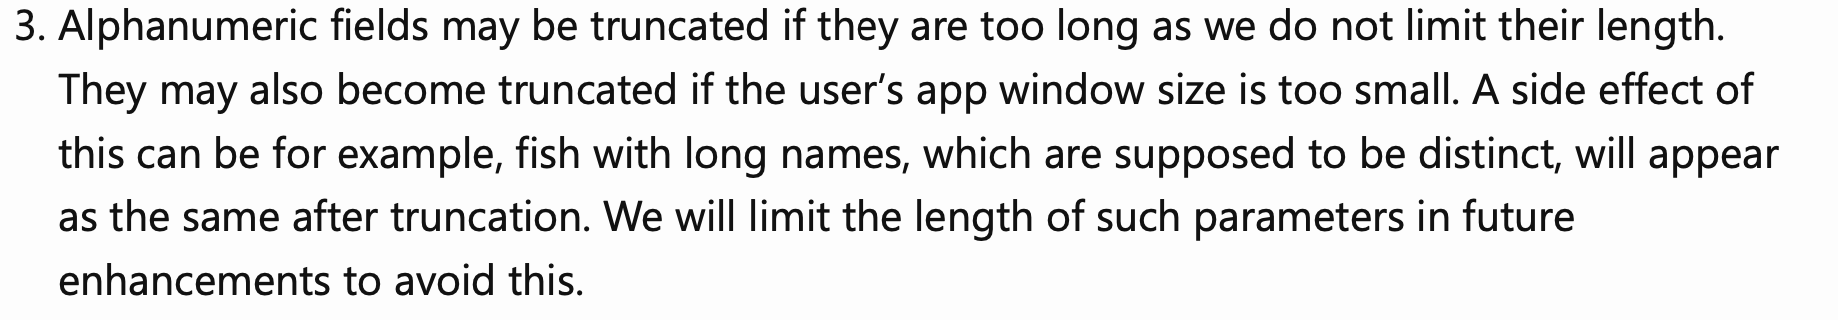 3. Alphanumeric fields may be truncated if they are too long as we do not limit their length.
They may also become truncated if the user’s app window size is too small. A side effect of
this can be for example, fish with long names, which are supposed to be distinct, will appear
as the same after truncation. We will limit the length of such parameters in future
enhancements to avoid this.